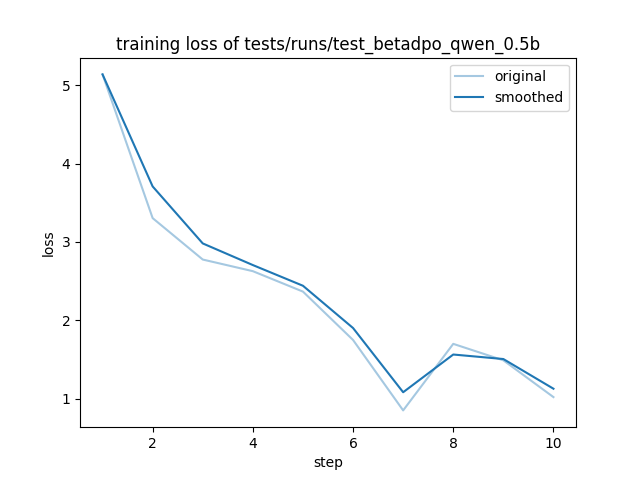 training loss of tests/runs/test_betadpo_qwen_0.5b
original
smoothed
5
4
3
2
1
loss
2
4
6
8
10
step